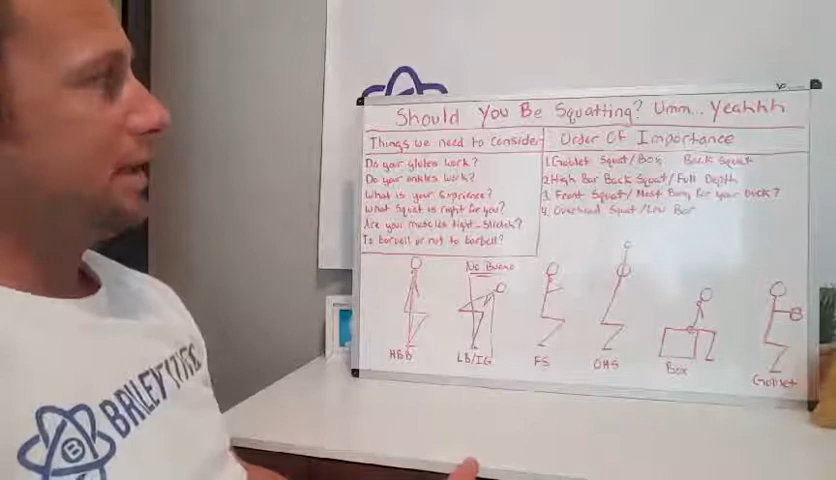 Should You Be Squatting? Umm... Yeahhh
Things we need to consider
Do your glutes work?
Do your ankles work?
What is your Experience?
What Squat is right for you?
Are your muscles tight - stretch?
To barbell or not to barbell?
Order Of Importance
1. Goblet Squat/Box Back Squat
2. High Bar Back Squat/Full Depth
3. Front Squat/Most Bang for your buck?
4. Overhead Squat/Low Bar
No Bueno
HBB
LB/IG
FS
OHS
Box
Goblet
B
BAILEY